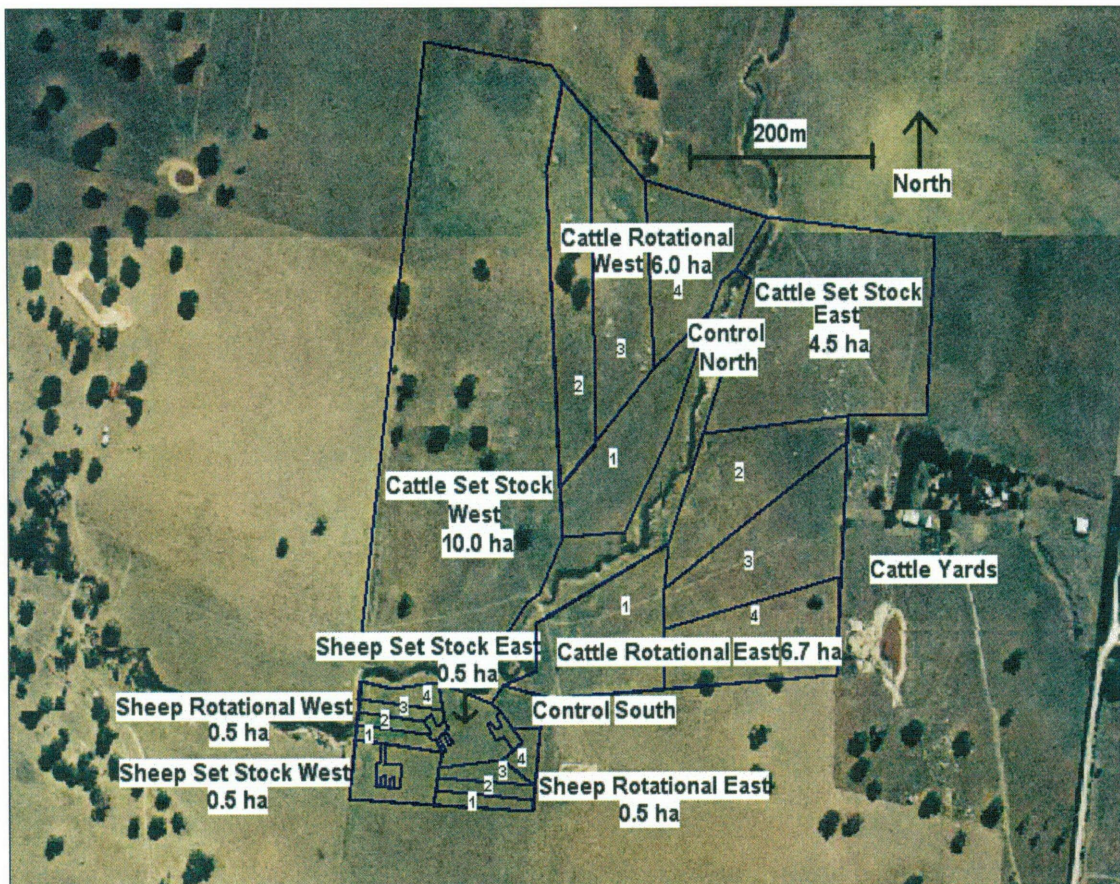 200m
North
Cattle Rotational
West 6.0 ha
4
Cattle Set Stock
East
4.5 ha
Control
North
3
2
1
2
Cattle Set Stock
West
10.0 ha
3
Cattle Yards
1
4
Sheep Set Stock East
0.5 ha
Cattle Rotational East 6.7 ha
Sheep Rotational West
0.5 ha
4
3
2
1
Control South
Sheep Set Stock West
0.5 ha
4
3
2
1
Sheep Rotational East
0.5 ha